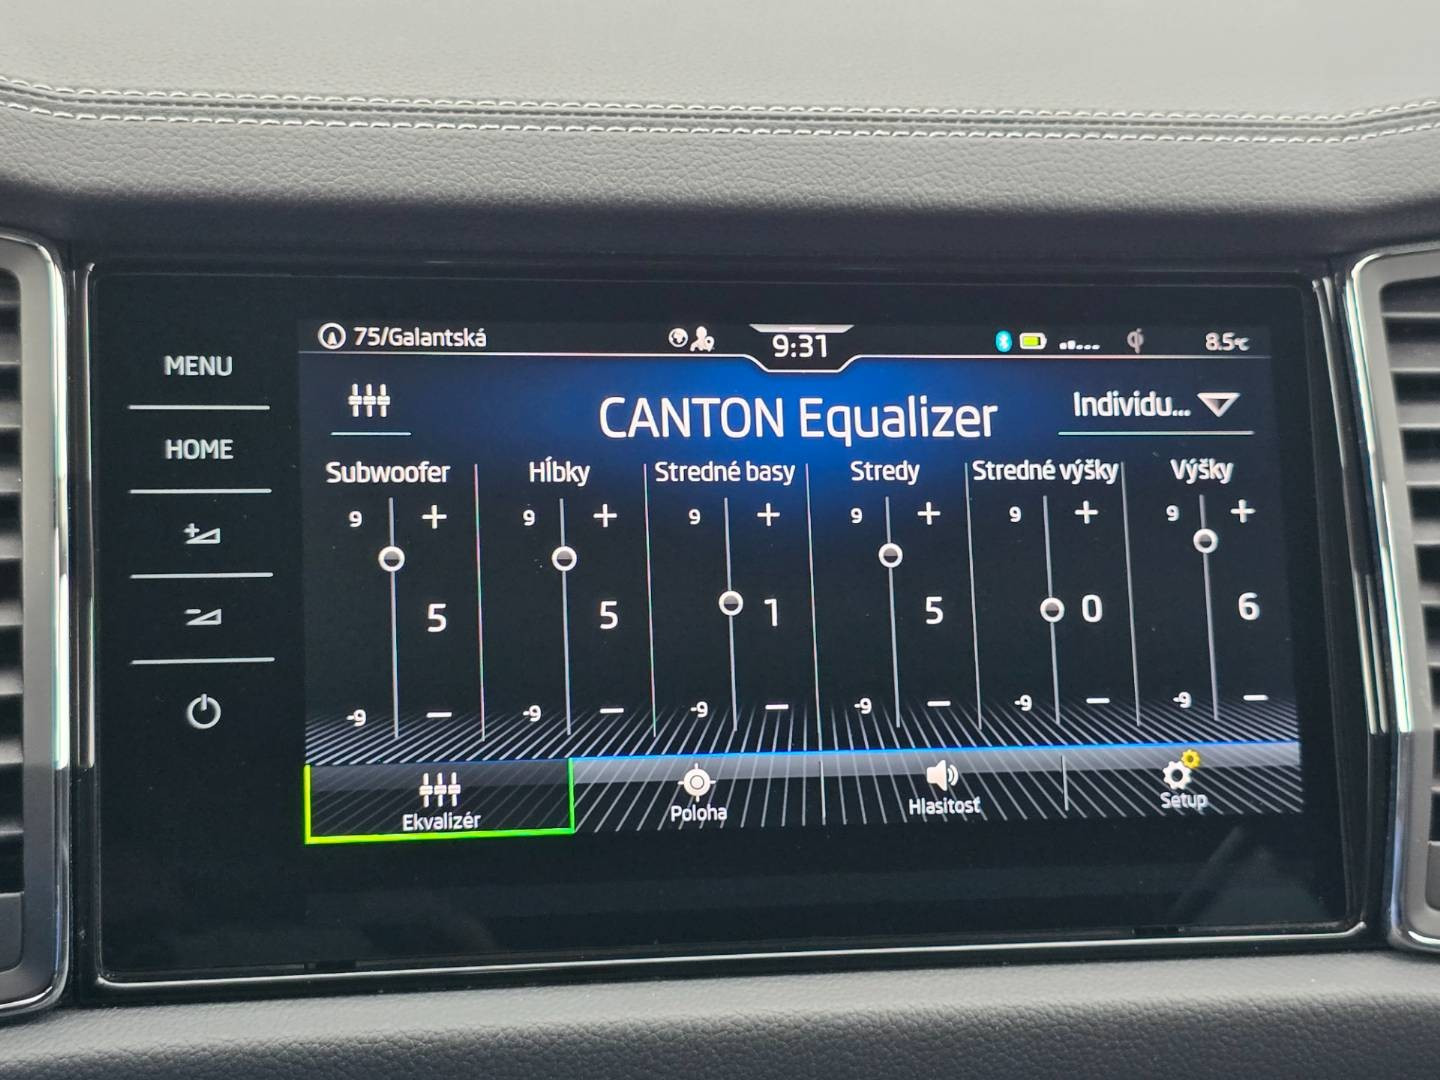 75/Galantská
9:31
8.5°C
MENU
HOME
CANTON Equalizer
Individu...
Subwoofer
Hĺbky
Stredné basy
Stredy
Stredné výšky
Výšky
9 + 9 + 9 + 9 + 9 + 9 +
5 5 1 5 0 6
-9 − -9 − -9 − -9 − -9 − -9 −
Ekvalizér
Poloha
Hlasitosť
Setup